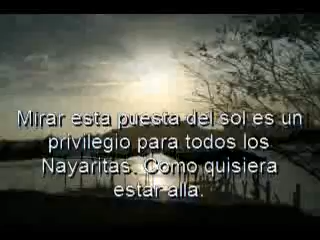 Mirar esta puesta del sol es un
privilegio para todos los
Nayaritas. Como quisiera
estar alla.